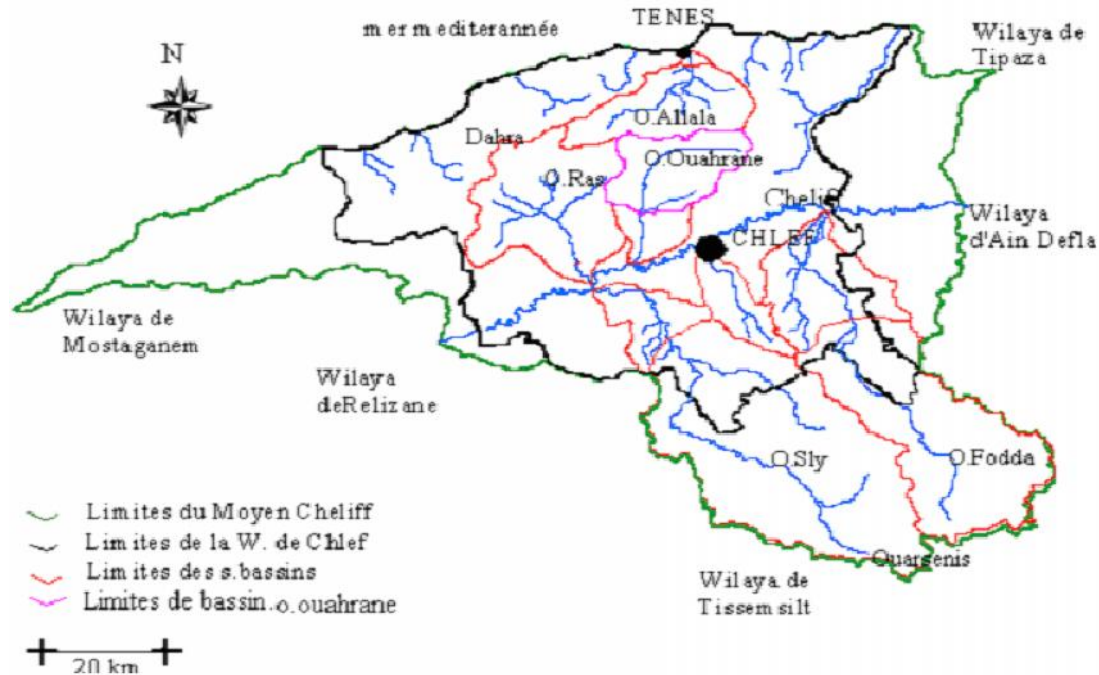 TENES
mer mediterannée
Wilaya de
Tipaza
N
O.Allala
Dahra
O.Ouahrane
O.Ras
Chelif
CHLEF
Wilaya
d'Ain Defla
Wilaya de
Mostaganem
Wilaya
deRelizane
O.Sly
O.Fodda
Ouarsenis
Wilaya de
Tissemsilt
Limites du Moyen Cheliff
Limites de la W. de Chlef
Limites des s.bassins
Limites de bassin.o.ouahrane
20 km